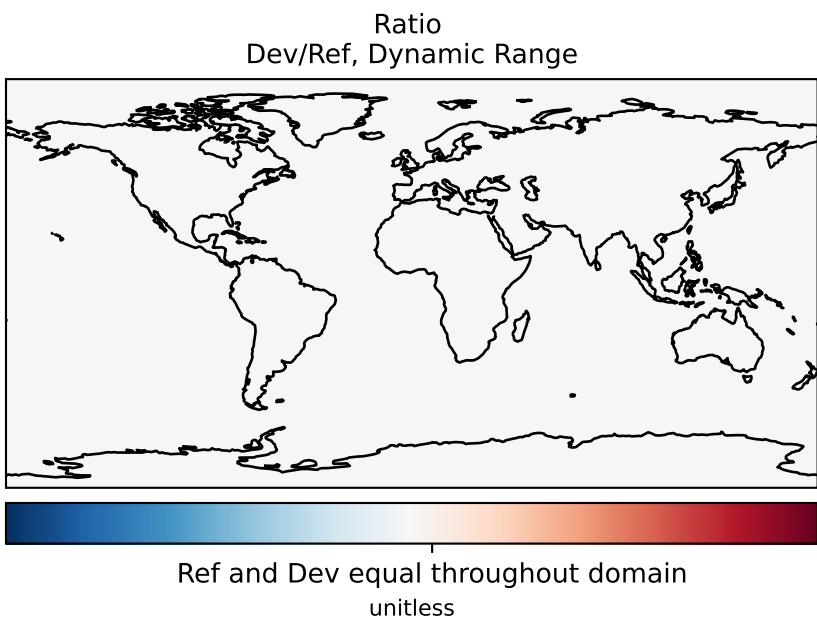 Ratio
Dev/Ref, Dynamic Range
Ref and Dev equal throughout domain
unitless